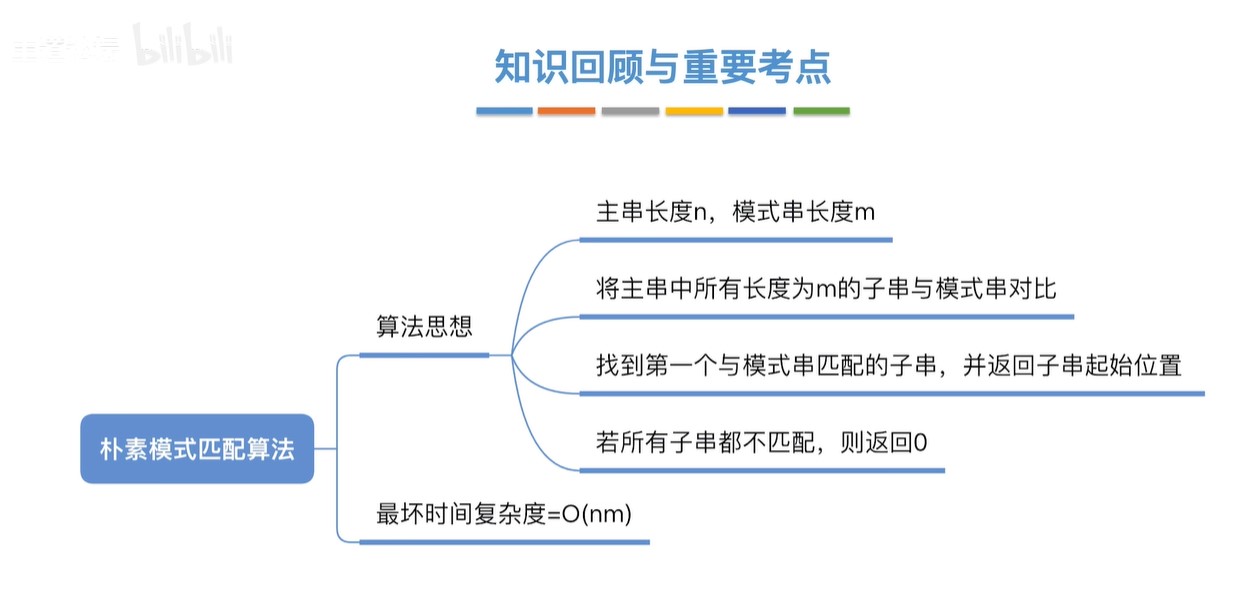 bilibili
知识回顾与重要考点
主串长度n，模式串长度m
将主串中所有长度为m的子串与模式串对比
算法思想
找到第一个与模式串匹配的子串，并返回子串起始位置
若所有子串都不匹配，则返回0
朴素模式匹配算法
最坏时间复杂度=O(nm)